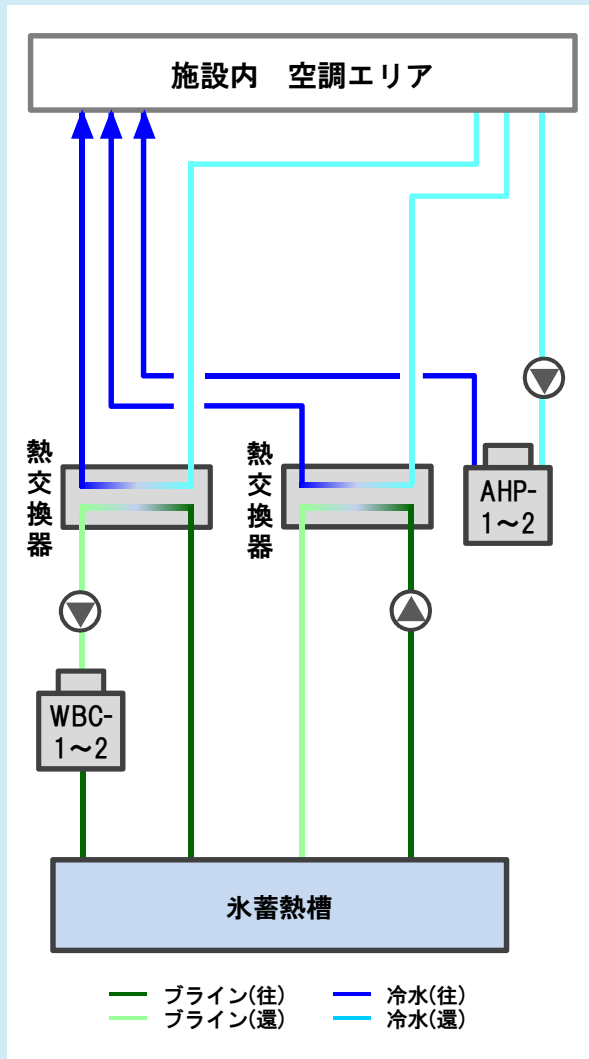 施設内　空調エリア
熱交換器
熱交換器
AHP-
1～2
WBC-
1～2
氷蓄熱槽
ブライン(往)
冷水(往)
ブライン(還)
冷水(還)